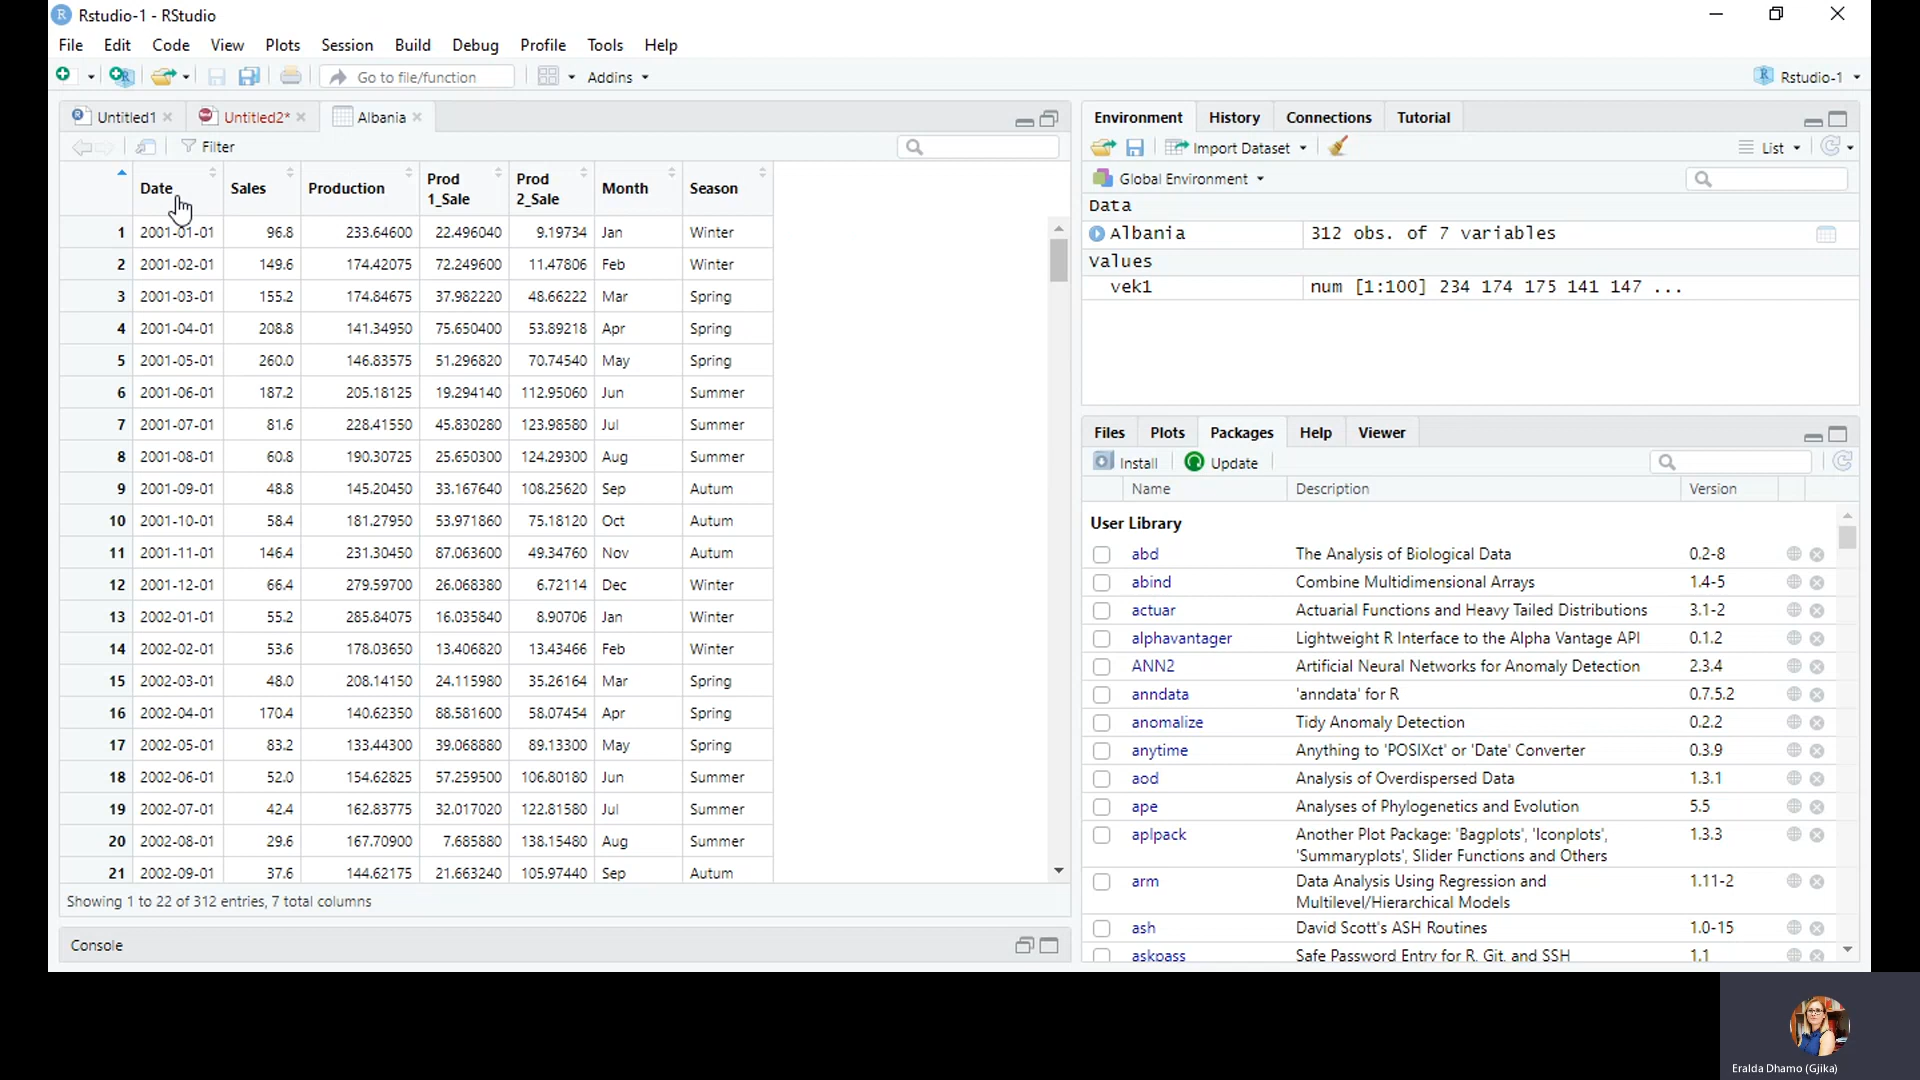 Rstudio-1 - RStudio
File Edit Code View Plots Session Build Debug Profile Tools Help
Go to file/function Addins Rstudio-1
Untitled1 Untitled2* Albania
Filter
Date Sales Production Prod 1_Sale Prod 2_Sale Month Season
1 2001-01-01 96.8 233.64600 22.496040 9.19734 Jan Winter
2 2001-02-01 149.6 174.42075 72.249600 11.47806 Feb Winter
3 2001-03-01 155.2 174.84675 37.982220 48.66222 Mar Spring
4 2001-04-01 208.8 141.34950 75.650400 53.89218 Apr Spring
5 2001-05-01 260.0 146.83575 51.296820 70.74540 May Spring
6 2001-06-01 187.2 205.18125 19.294140 112.95060 Jun Summer
7 2001-07-01 81.6 228.41550 45.830280 123.98580 Jul Summer
8 2001-08-01 60.8 190.30725 25.650300 124.29300 Aug Summer
9 2001-09-01 48.8 145.20450 33.167640 108.25620 Sep Autum
10 2001-10-01 58.4 181.27950 53.971860 75.18120 Oct Autum
11 2001-11-01 146.4 231.30450 87.063600 49.34760 Nov Autum
12 2001-12-01 66.4 279.59700 26.068380 6.72114 Dec Winter
13 2002-01-01 55.2 285.84075 16.035840 8.90706 Jan Winter
14 2002-02-01 53.6 178.03650 13.406820 13.43466 Feb Winter
15 2002-03-01 48.0 208.14150 24.115980 35.26164 Mar Spring
16 2002-04-01 170.4 140.62350 88.581600 58.07454 Apr Spring
17 2002-05-01 83.2 133.44300 39.068880 89.13300 May Spring
18 2002-06-01 52.0 154.62825 57.259500 106.80180 Jun Summer
19 2002-07-01 42.4 162.83775 32.017020 122.81580 Jul Summer
20 2002-08-01 29.6 167.70900 7.685880 138.15480 Aug Summer
21 2002-09-01 37.6 144.62175 21.663240 105.97440 Sep Autum
Showing 1 to 22 of 312 entries, 7 total columns
Console
Environment History Connections Tutorial
Import Dataset List
Global Environment
Data
Albania 312 obs. of 7 variables
Values
vek1 num [1:100] 234 174 175 141 147 ...
Files Plots Packages Help Viewer
Install Update
Name Description Version
User Library
abd The Analysis of Biological Data 0.2-8
abind Combine Multidimensional Arrays 1.4-5
actuar Actuarial Functions and Heavy Tailed Distributions 3.1-2
alphavantager Lightweight R Interface to the Alpha Vantage API 0.1.2
ANN2 Artificial Neural Networks for Anomaly Detection 2.3.4
anndata 'anndata' for R 0.7.5.2
anomalize Tidy Anomaly Detection 0.2.2
anytime Anything to 'POSIXct' or 'Date' Converter 0.3.9
aod Analysis of Overdispersed Data 1.3.1
ape Analyses of Phylogenetics and Evolution 5.5
aplpack Another Plot Package: 'Bagplots', 'Iconplots', 1.3.3
'Summaryplots', Slider Functions and Others
arm Data Analysis Using Regression and 1.11-2
Multilevel/Hierarchical Models
ash David Scott's ASH Routines 1.0-15
askpass Safe Password Entry for R, Git, and SSH 1.1
Eralda Dhamo (Gjika)